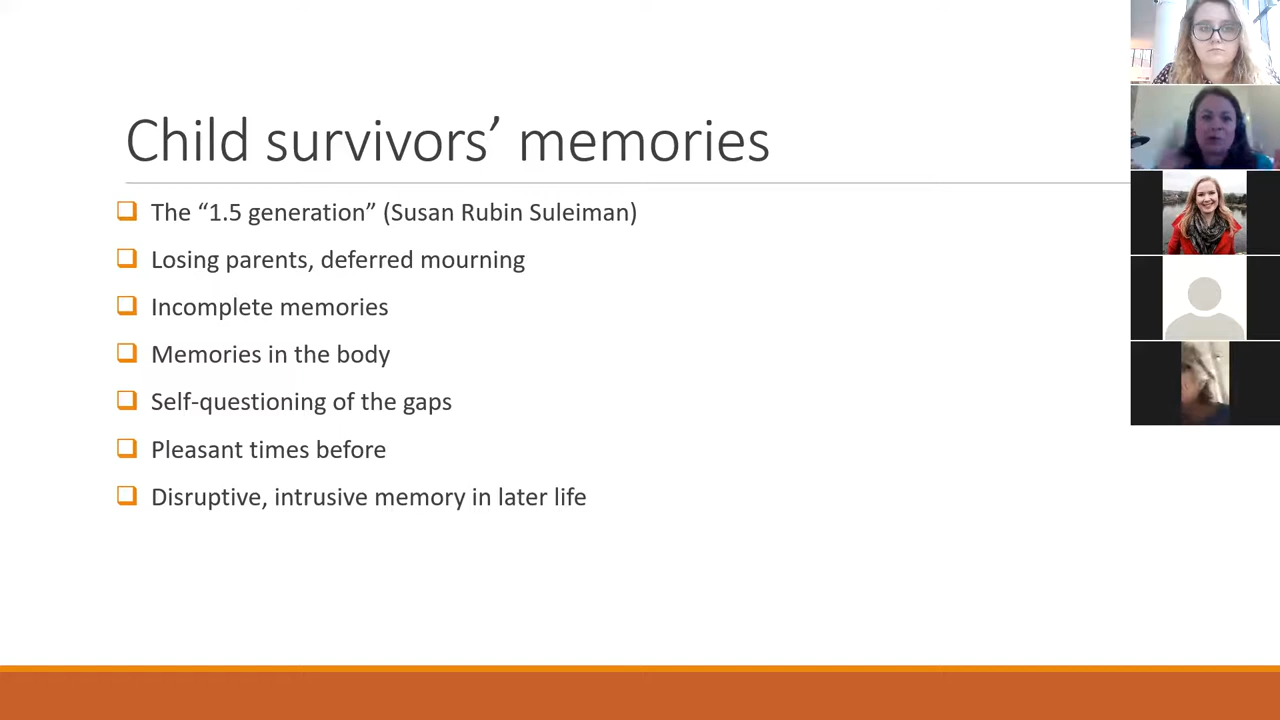 Child survivors’ memories
The “1.5 generation” (Susan Rubin Suleiman)
Losing parents, deferred mourning
Incomplete memories
Memories in the body
Self-questioning of the gaps
Pleasant times before
Disruptive, intrusive memory in later life